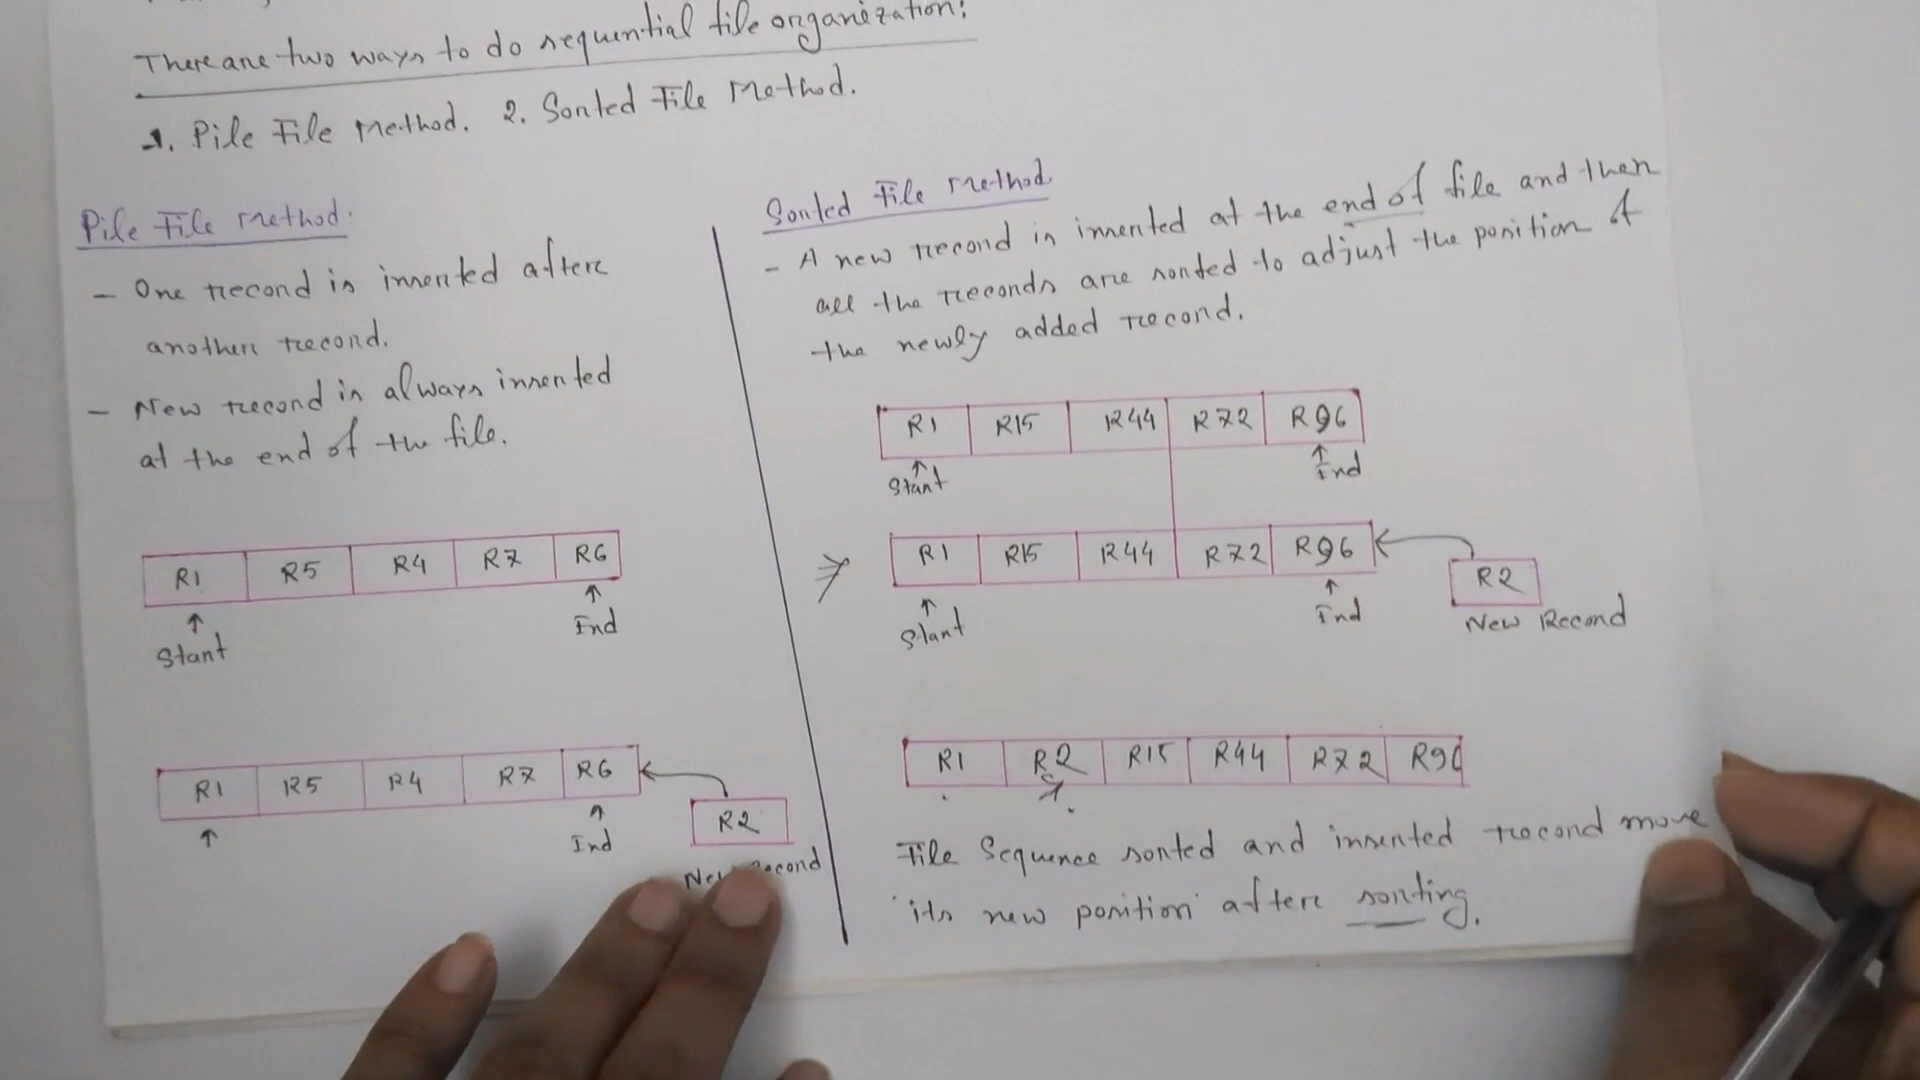 There are two ways to do sequential file organization:
1. Pile File Method. 2. Sorted File Method.
Pile File Method:
- One record is inserted after
another record.
- New record is always inserted
at the end of the file.
R1 R5 R4 R7 R6
Start End
R1 R5 R4 R7 R6
End
R2
New Record
Sorted File Method
- A new record is inserted at the end of file and then
all the records are sorted to adjust the position of
the newly added record.
R1 R15 R44 R72 R96
Start End
R1 R15 R44 R72 R96
R2
Start End
New Record
R1 R2 R15 R44 R72 R96
File Sequence sorted and inserted record move
its new position after sorting.